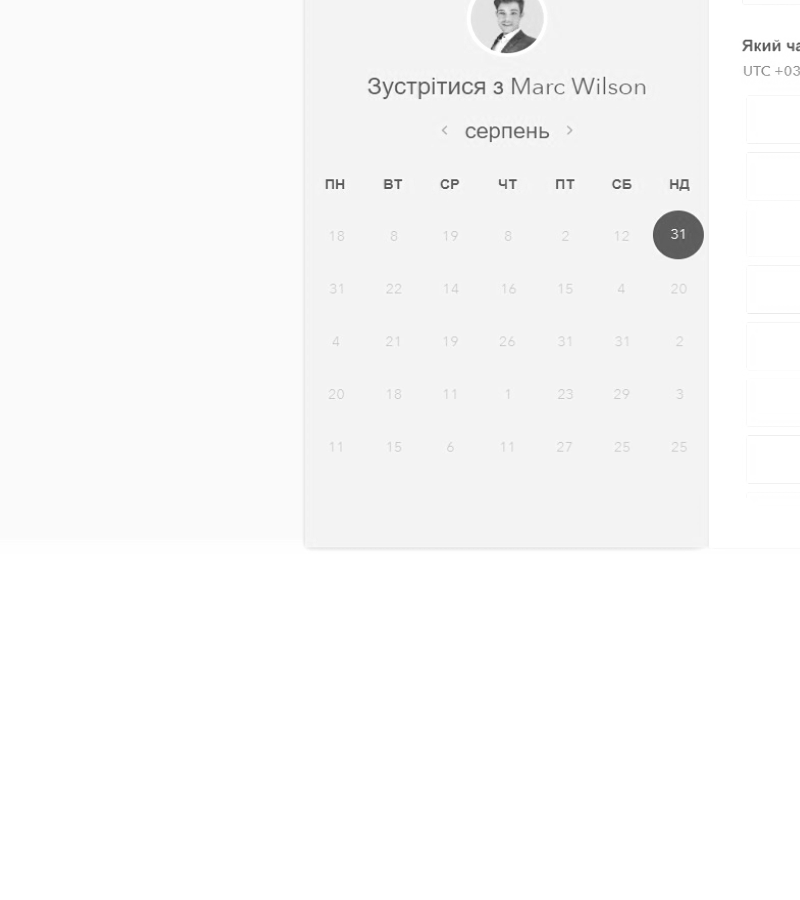 Який ча
UTC +03
Зустрітися з Marc Wilson
< серпень >
ПН ВТ СР ЧТ ПТ СБ НД
18 8 19 8 2 12 31
31 22 14 16 15 4 20
4 21 19 26 31 31 2
20 18 11 1 23 29 3
11 15 6 11 27 25 25